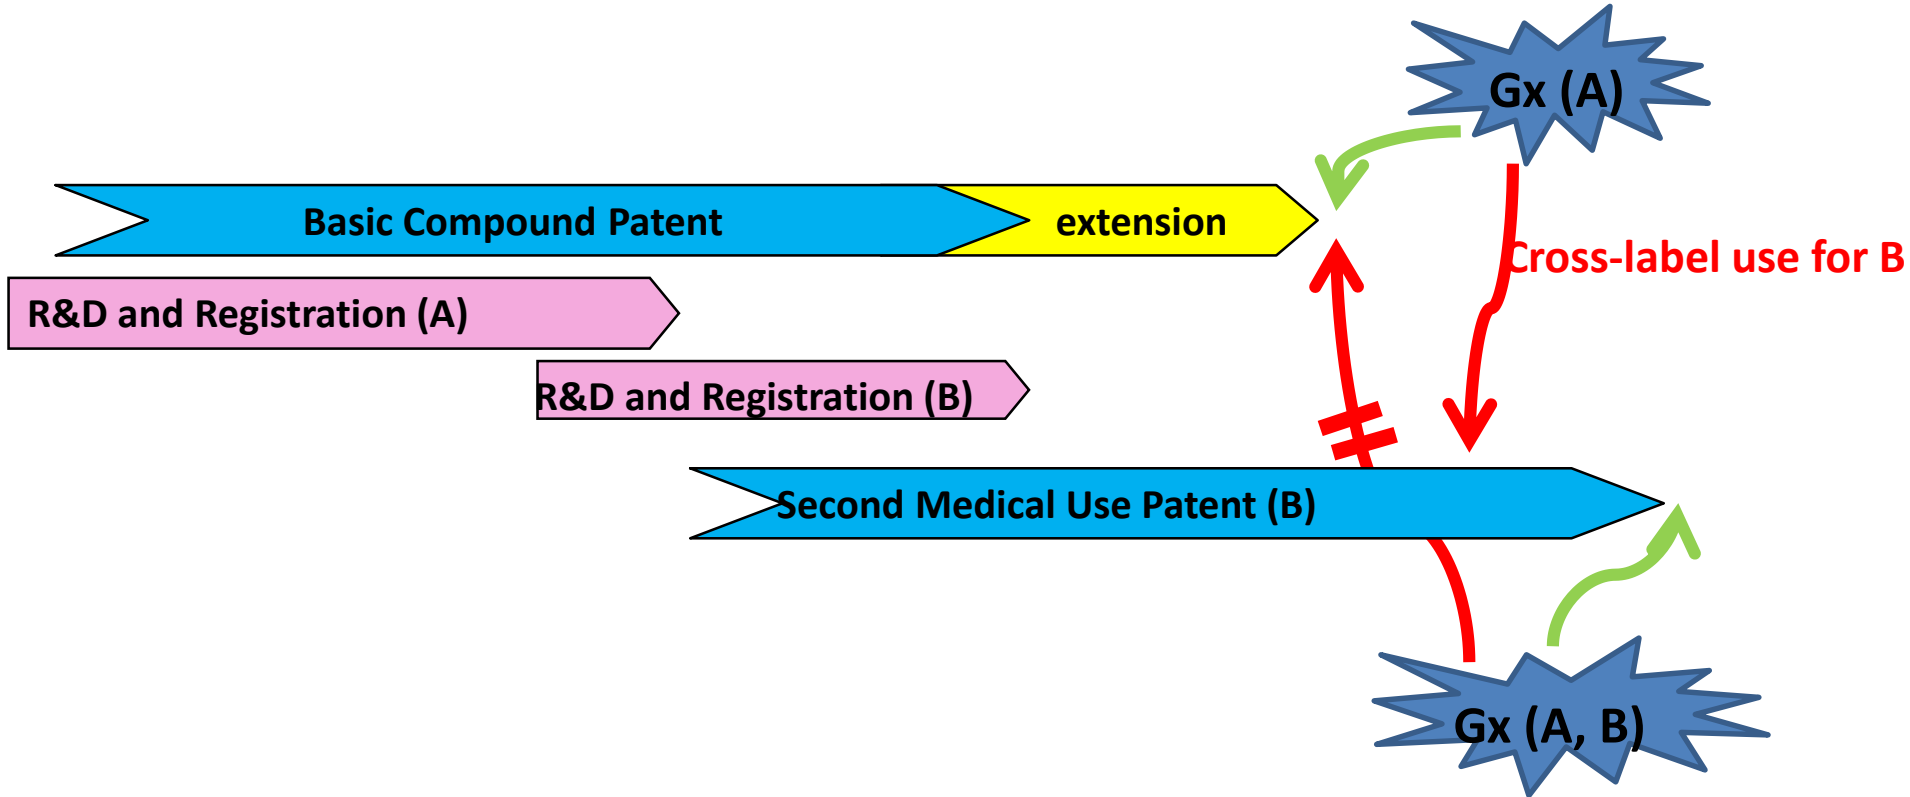 Gx (A)
Basic Compound Patent
extension
Cross-label use for B
R&D and Registration (A)
R&D and Registration (B)
Second Medical Use Patent (B)
Gx (A, B)